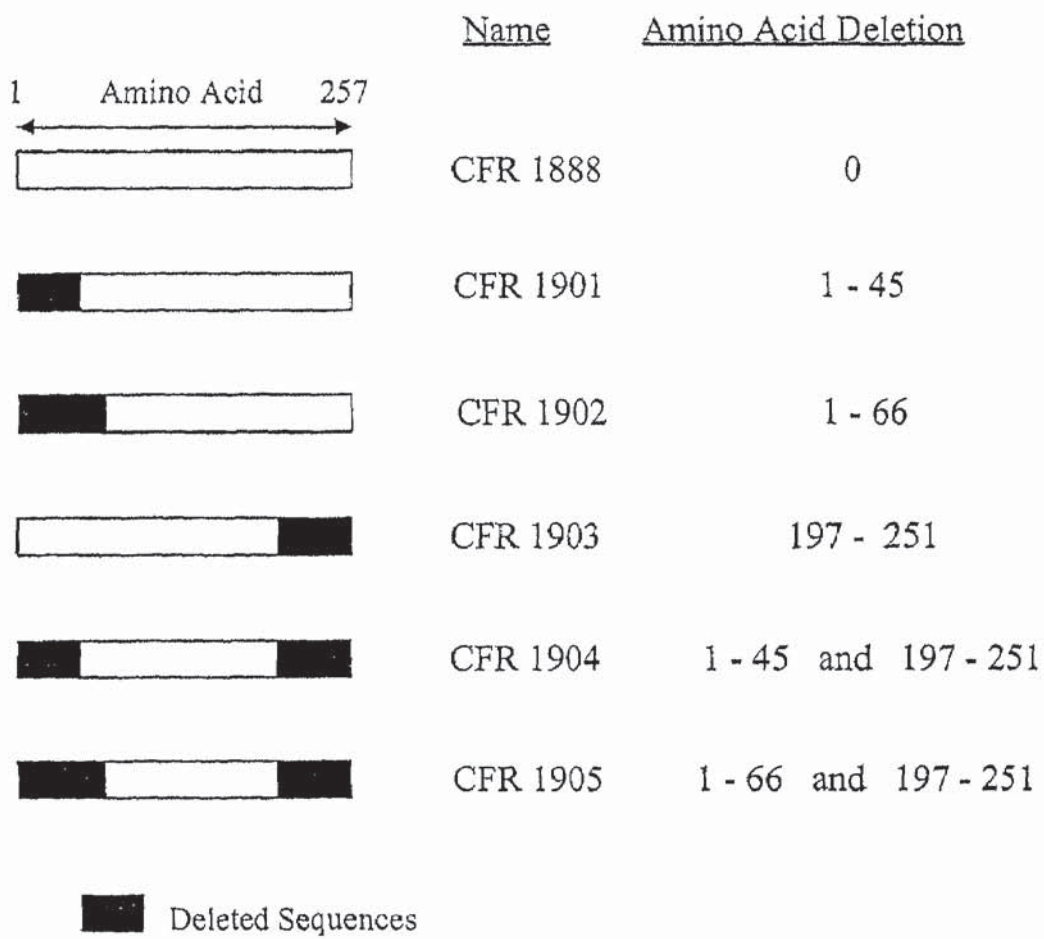 Name Amino Acid Deletion
1 Amino Acid 257
CFR 1888 0
CFR 1901 1 - 45
CFR 1902 1 - 66
CFR 1903 197 - 251
CFR 1904 1 - 45 and 197 - 251
CFR 1905 1 - 66 and 197 - 251
Deleted Sequences